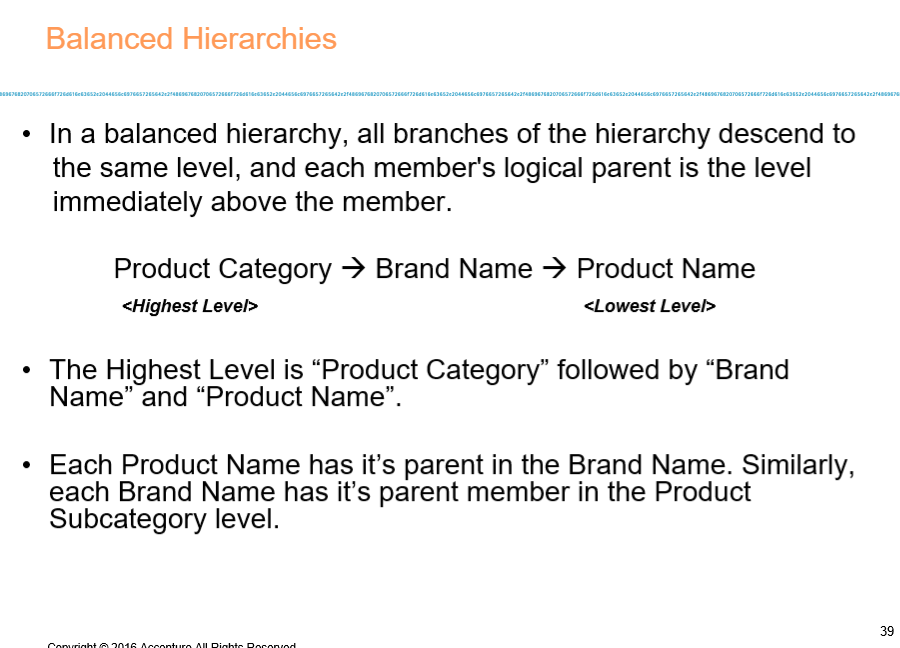 Balanced Hierarchies
• In a balanced hierarchy, all branches of the hierarchy descend to
the same level, and each member's logical parent is the level
immediately above the member.
Product Category → Brand Name → Product Name
<Highest Level> <Lowest Level>
• The Highest Level is “Product Category” followed by “Brand
Name” and “Product Name”.
• Each Product Name has it’s parent in the Brand Name. Similarly,
each Brand Name has it’s parent member in the Product
Subcategory level.
39
Copyright © 2016 Accenture All Rights Reserved